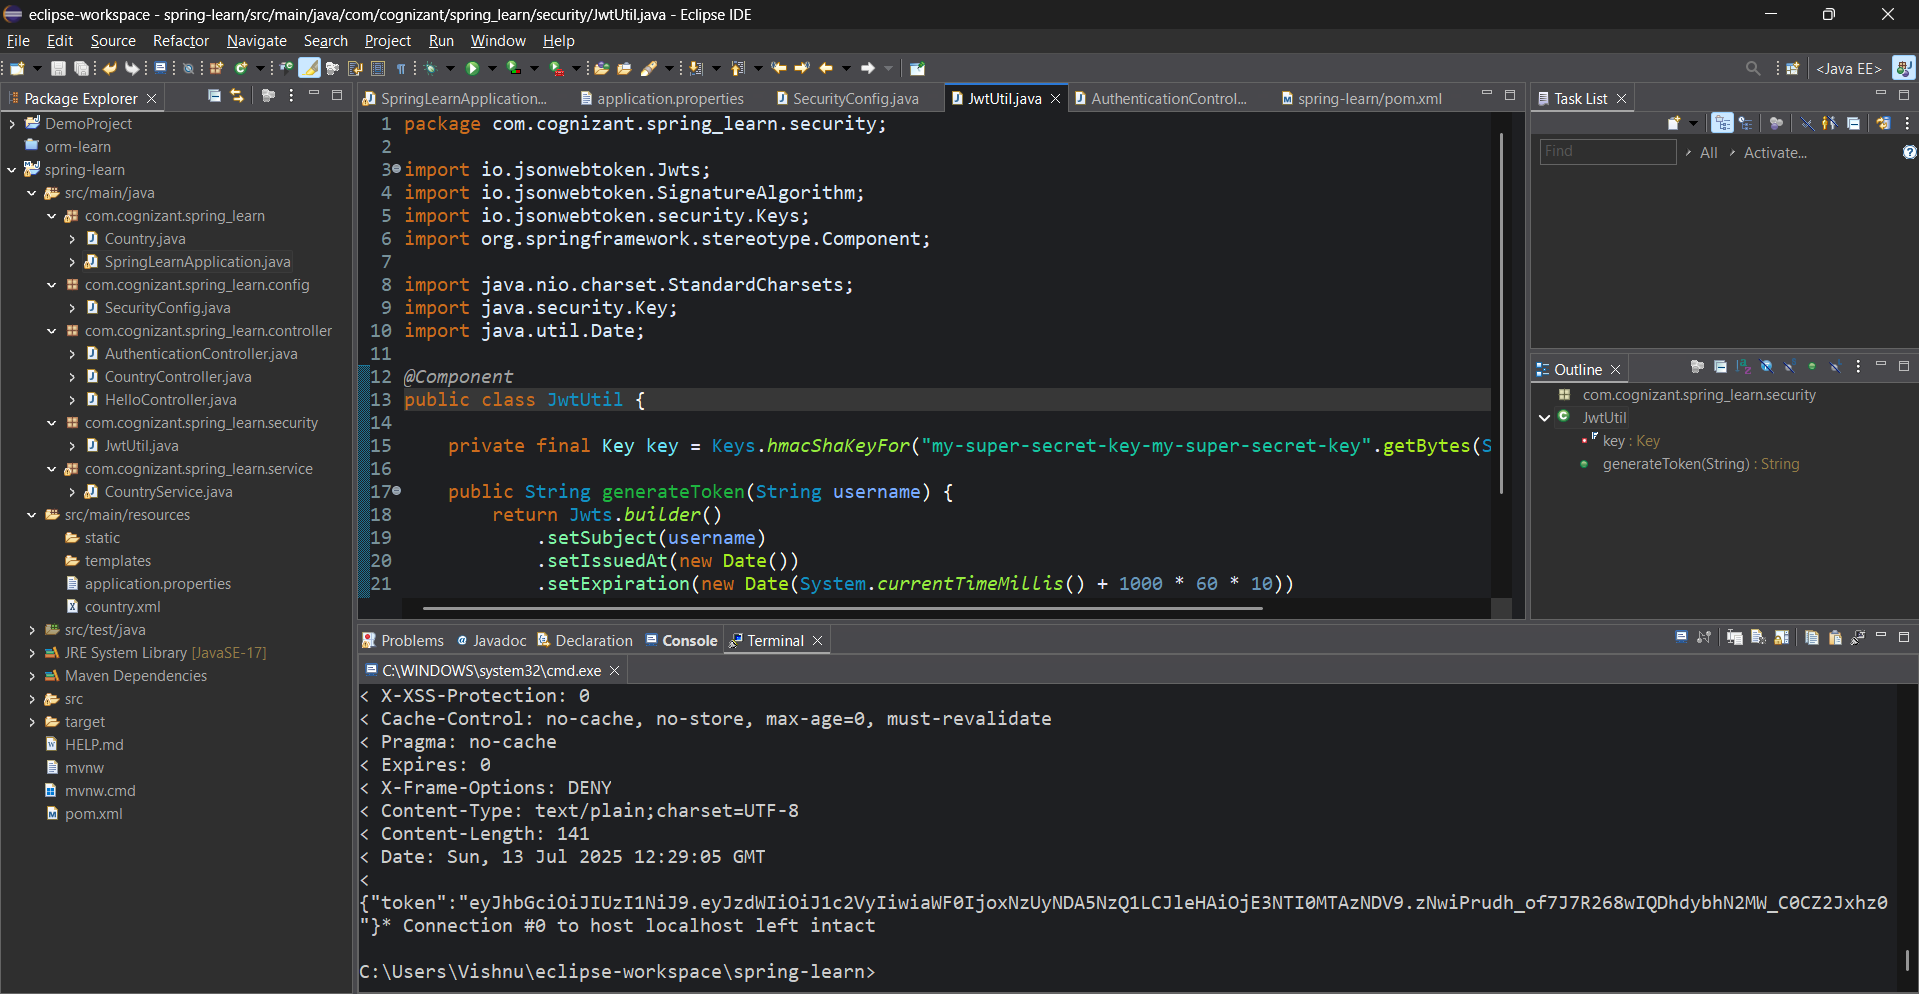 eclipse-workspace - spring-learn/src/main/java/com/cognizant/spring_learn/security/JwtUtil.java - Eclipse IDE
File Edit Source Refactor Navigate Search Project Run Window Help
<Java EE>
Package Explorer
DemoProject
orm-learn
spring-learn
src/main/java
com.cognizant.spring_learn
Country.java
SpringLearnApplication.java
com.cognizant.spring_learn.config
SecurityConfig.java
com.cognizant.spring_learn.controller
AuthenticationController.java
CountryController.java
HelloController.java
com.cognizant.spring_learn.security
JwtUtil.java
com.cognizant.spring_learn.service
CountryService.java
src/main/resources
static
templates
application.properties
country.xml
src/test/java
JRE System Library [JavaSE-17]
Maven Dependencies
src
target
HELP.md
mvnw
mvnw.cmd
pom.xml
SpringLearnApplication... application.properties SecurityConfig.java JwtUtil.java AuthenticationControl... spring-learn/pom.xml
1 package com.cognizant.spring_learn.security;
2
3 import io.jsonwebtoken.Jwts;
4 import io.jsonwebtoken.SignatureAlgorithm;
5 import io.jsonwebtoken.security.Keys;
6 import org.springframework.stereotype.Component;
7
8 import java.nio.charset.StandardCharsets;
9 import java.security.Key;
10 import java.util.Date;
11
12 @Component
13 public class JwtUtil {
14
15 private final Key key = Keys.hmacShaKeyFor("my-super-secret-key-my-super-secret-key".getBytes(S
16
17 public String generateToken(String username) {
18 return Jwts.builder()
19 .setSubject(username)
20 .setIssuedAt(new Date())
21 .setExpiration(new Date(System.currentTimeMillis() + 1000 * 60 * 10))
Task List
Find All Activate...
Outline
com.cognizant.spring_learn.security
JwtUtil
key : Key
generateToken(String) : String
Problems Javadoc Declaration Console Terminal
C:\WINDOWS\system32\cmd.exe
< X-XSS-Protection: 0
< Cache-Control: no-cache, no-store, max-age=0, must-revalidate
< Pragma: no-cache
< Expires: 0
< X-Frame-Options: DENY
< Content-Type: text/plain;charset=UTF-8
< Content-Length: 141
< Date: Sun, 13 Jul 2025 12:29:05 GMT
<
{"token":"eyJhbGciOiJIUzI1NiJ9.eyJzdWIiOiJ1c2VyIiwiaWF0IjoxNzUyNDA5NzQ1LCJleHAiOjE3NTI0MTAzNDV9.zNwiPrudh_of7J7R268wIQDhdybhN2MW_C0CZ2Jxhz0
"}* Connection #0 to host localhost left intact
C:\Users\Vishnu\eclipse-workspace\spring-learn>